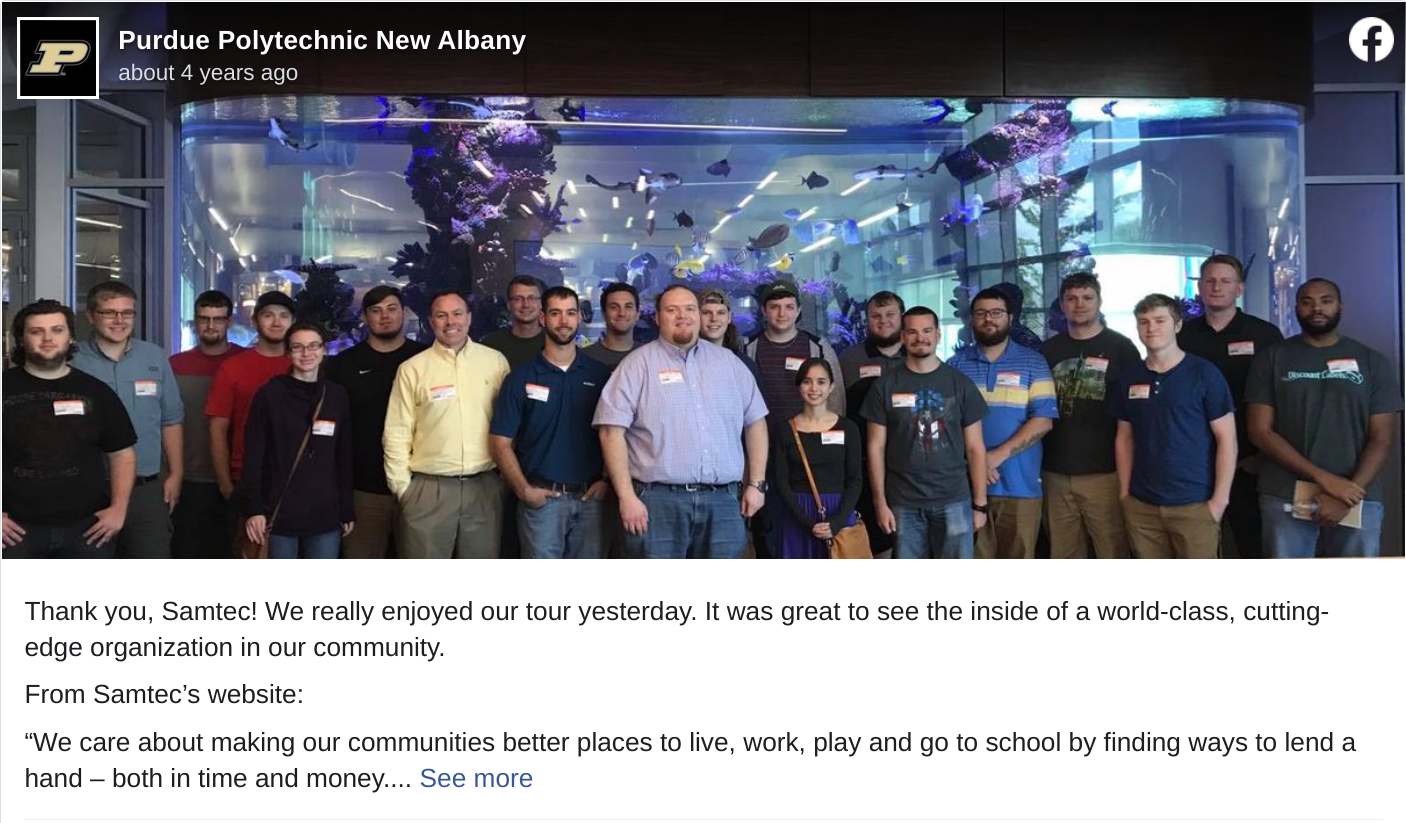 P
Purdue Polytechnic New Albany
about 4 years ago
Discount Labels
Thank you, Samtec! We really enjoyed our tour yesterday. It was great to see the inside of a world-class, cutting-
edge organization in our community.
From Samtec’s website:
“We care about making our communities better places to live, work, play and go to school by finding ways to lend a
hand – both in time and money.... See more